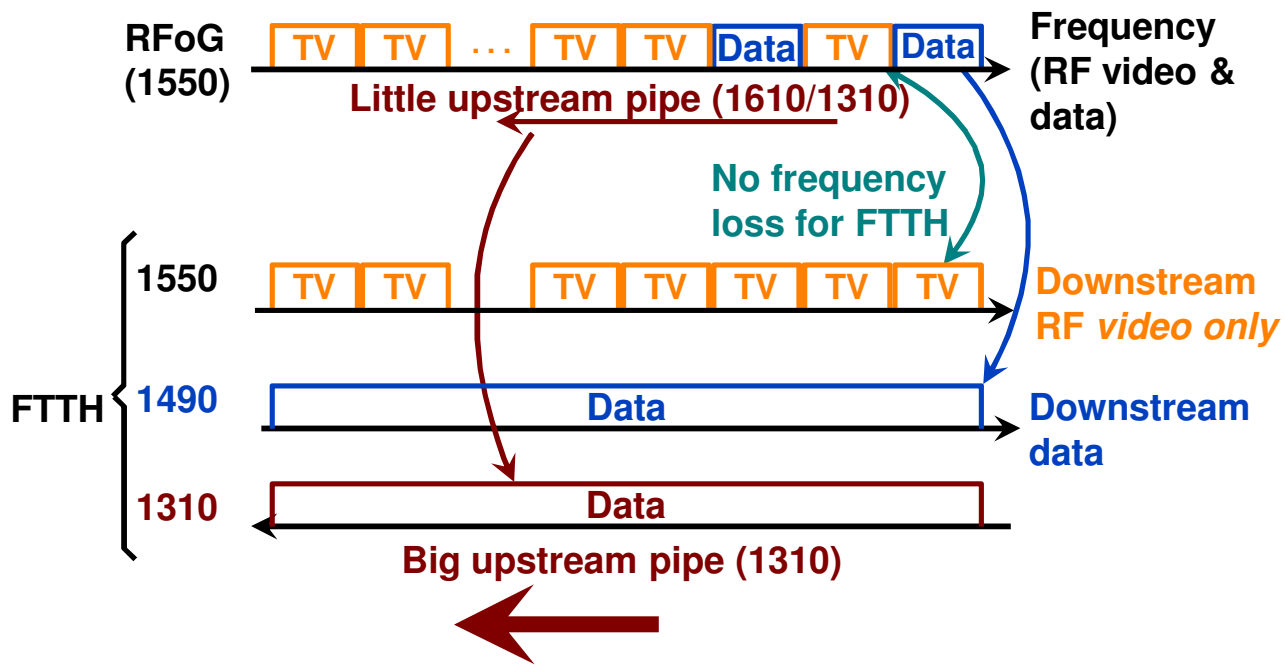 RFoG
(1550)
TV TV ... TV TV Data TV Data
Frequency
(RF video &
data)
Little upstream pipe (1610/1310)
No frequency
loss for FTTH
FTTH
1550
TV TV TV TV TV TV TV
Downstream
RF video only
1490
Data
Downstream
data
1310
Data
Big upstream pipe (1310)